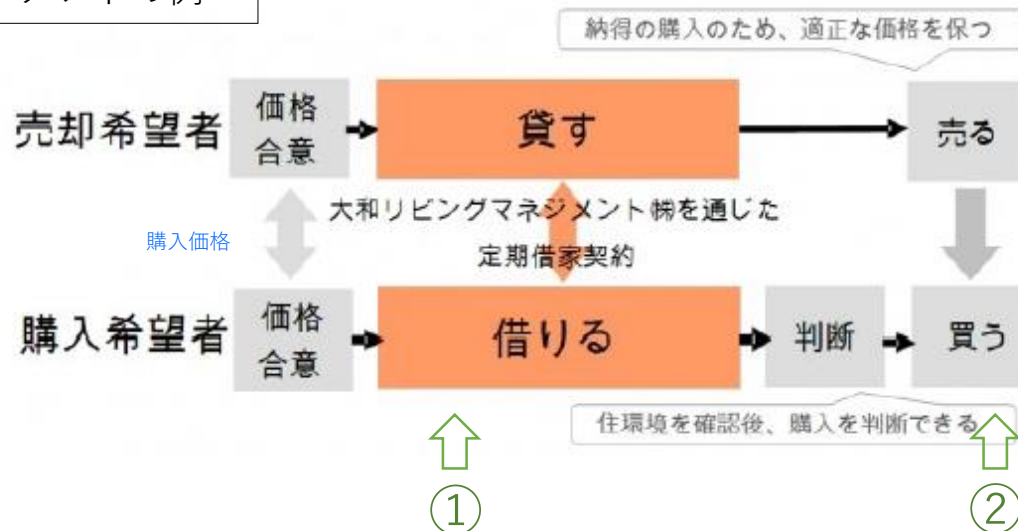 納得の購入のため、適正な価格を保つ
売却希望者
価格
合意
貸す
売る
大和リビングマネジメント㈱を通じた
定期借家契約
購入価格
購入希望者
価格
合意
借りる
判断
買う
住環境を確認後、購入を判断できる
①
②